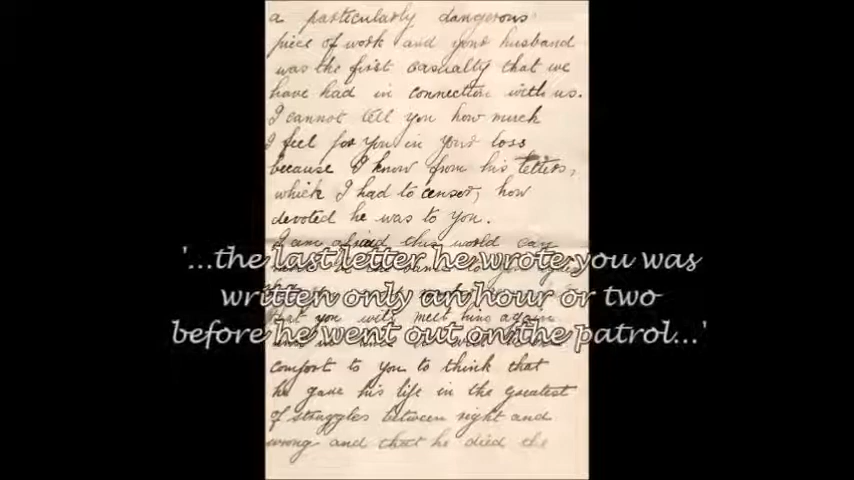 a particularly dangerous
piece of work and your husband
was the first casualty that we
have had in connection with us.
I cannot tell you how much
I feel for you in your loss
because I know from his letters,
which I had to censor, how
devoted he was to you.
I am afraid this world can
'...the last letter he wrote you was
written only an hour or two
that you will meet him again
before he went out on the patrol...'
comfort to you to think that
he gave his life in the greatest
of struggles between right and
wrong and that he died the